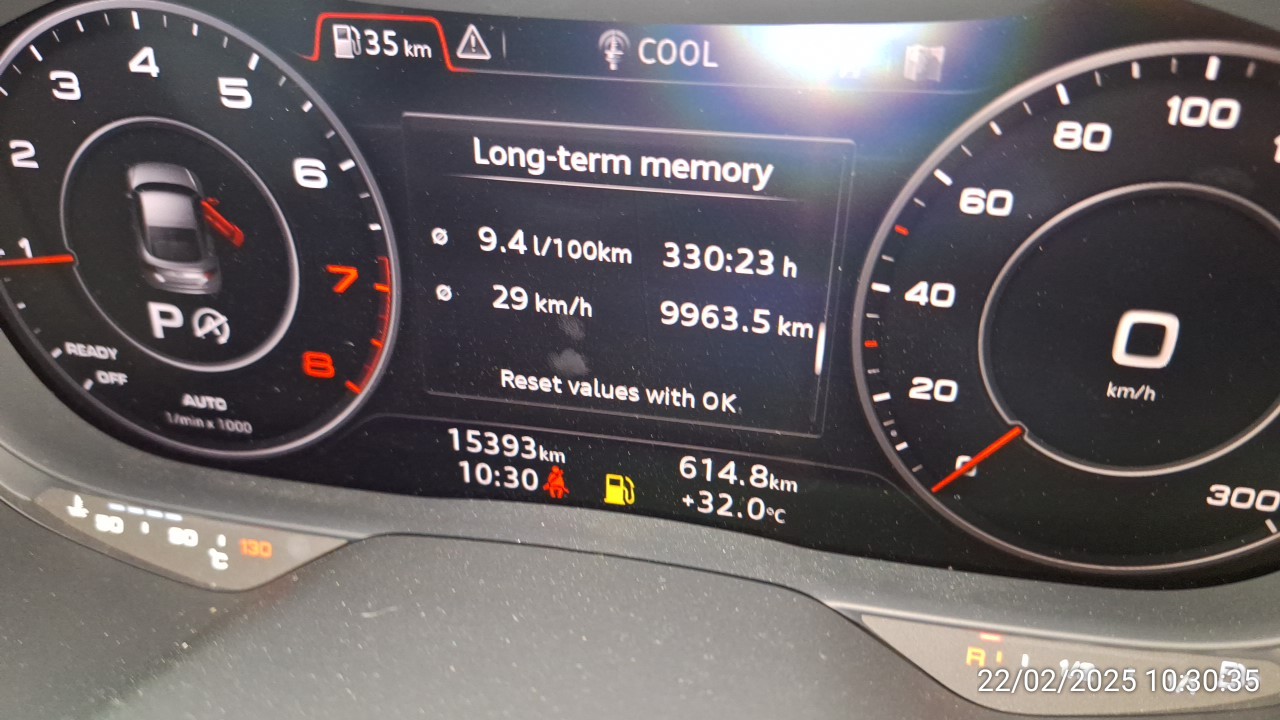 35 km
COOL
Long-term memory
ø 9.4 l/100km 330:23 h
ø 29 km/h 9963.5 km
Reset values with OK
15393 km 614.8 km
10:30 +32.0°C
1 2 3 4 5 6 7 8
P
READY
OFF
AUTO
1/min x 1000
0 20 40 60 80 100 300
0
km/h
50 90 °C 130
R
22/02/2025 10:30:35